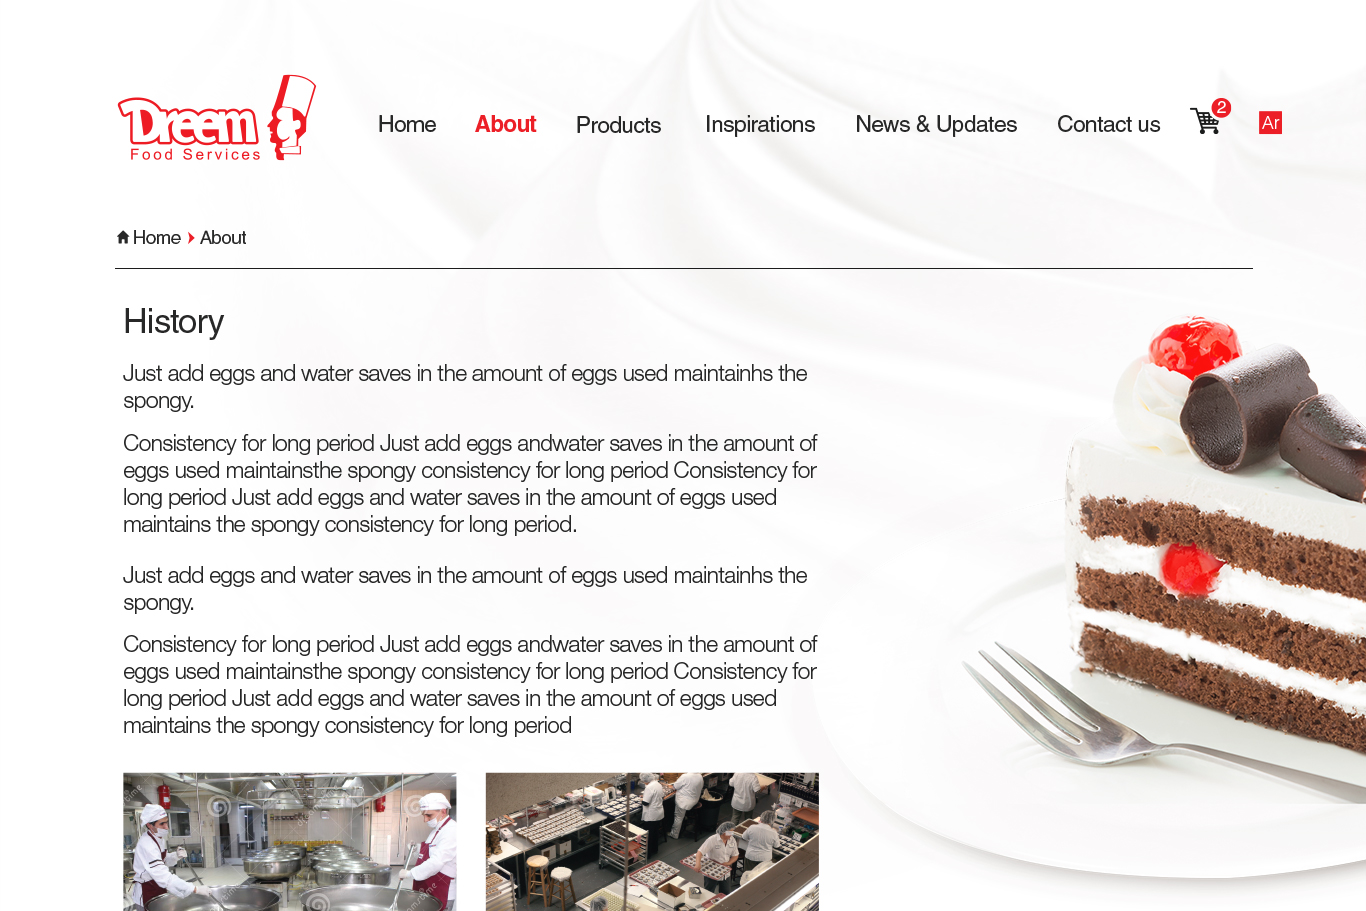 Dreem
Food Services
Home
About
Products
Inspirations
News & Updates
Contact us
2
Ar
Home
About
History
Just add eggs and water saves in the amount of eggs used maintainhs the
spongy.
Consistency for long period Just add eggs andwater saves in the amount of
eggs used maintainsthe spongy consistency for long period Consistency for
long period Just add eggs and water saves in the amount of eggs used
maintains the spongy consistency for long period.
Just add eggs and water saves in the amount of eggs used maintainhs the
spongy.
Consistency for long period Just add eggs andwater saves in the amount of
eggs used maintainsthe spongy consistency for long period Consistency for
long period Just add eggs and water saves in the amount of eggs used
maintains the spongy consistency for long period